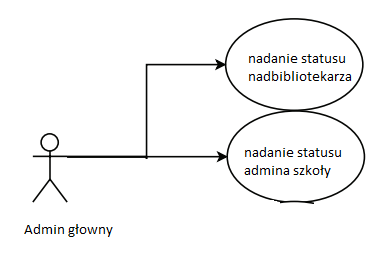 nadanie statusu
nadbibliotekarza
nadanie statusu
admina szkoły
Admin głowny